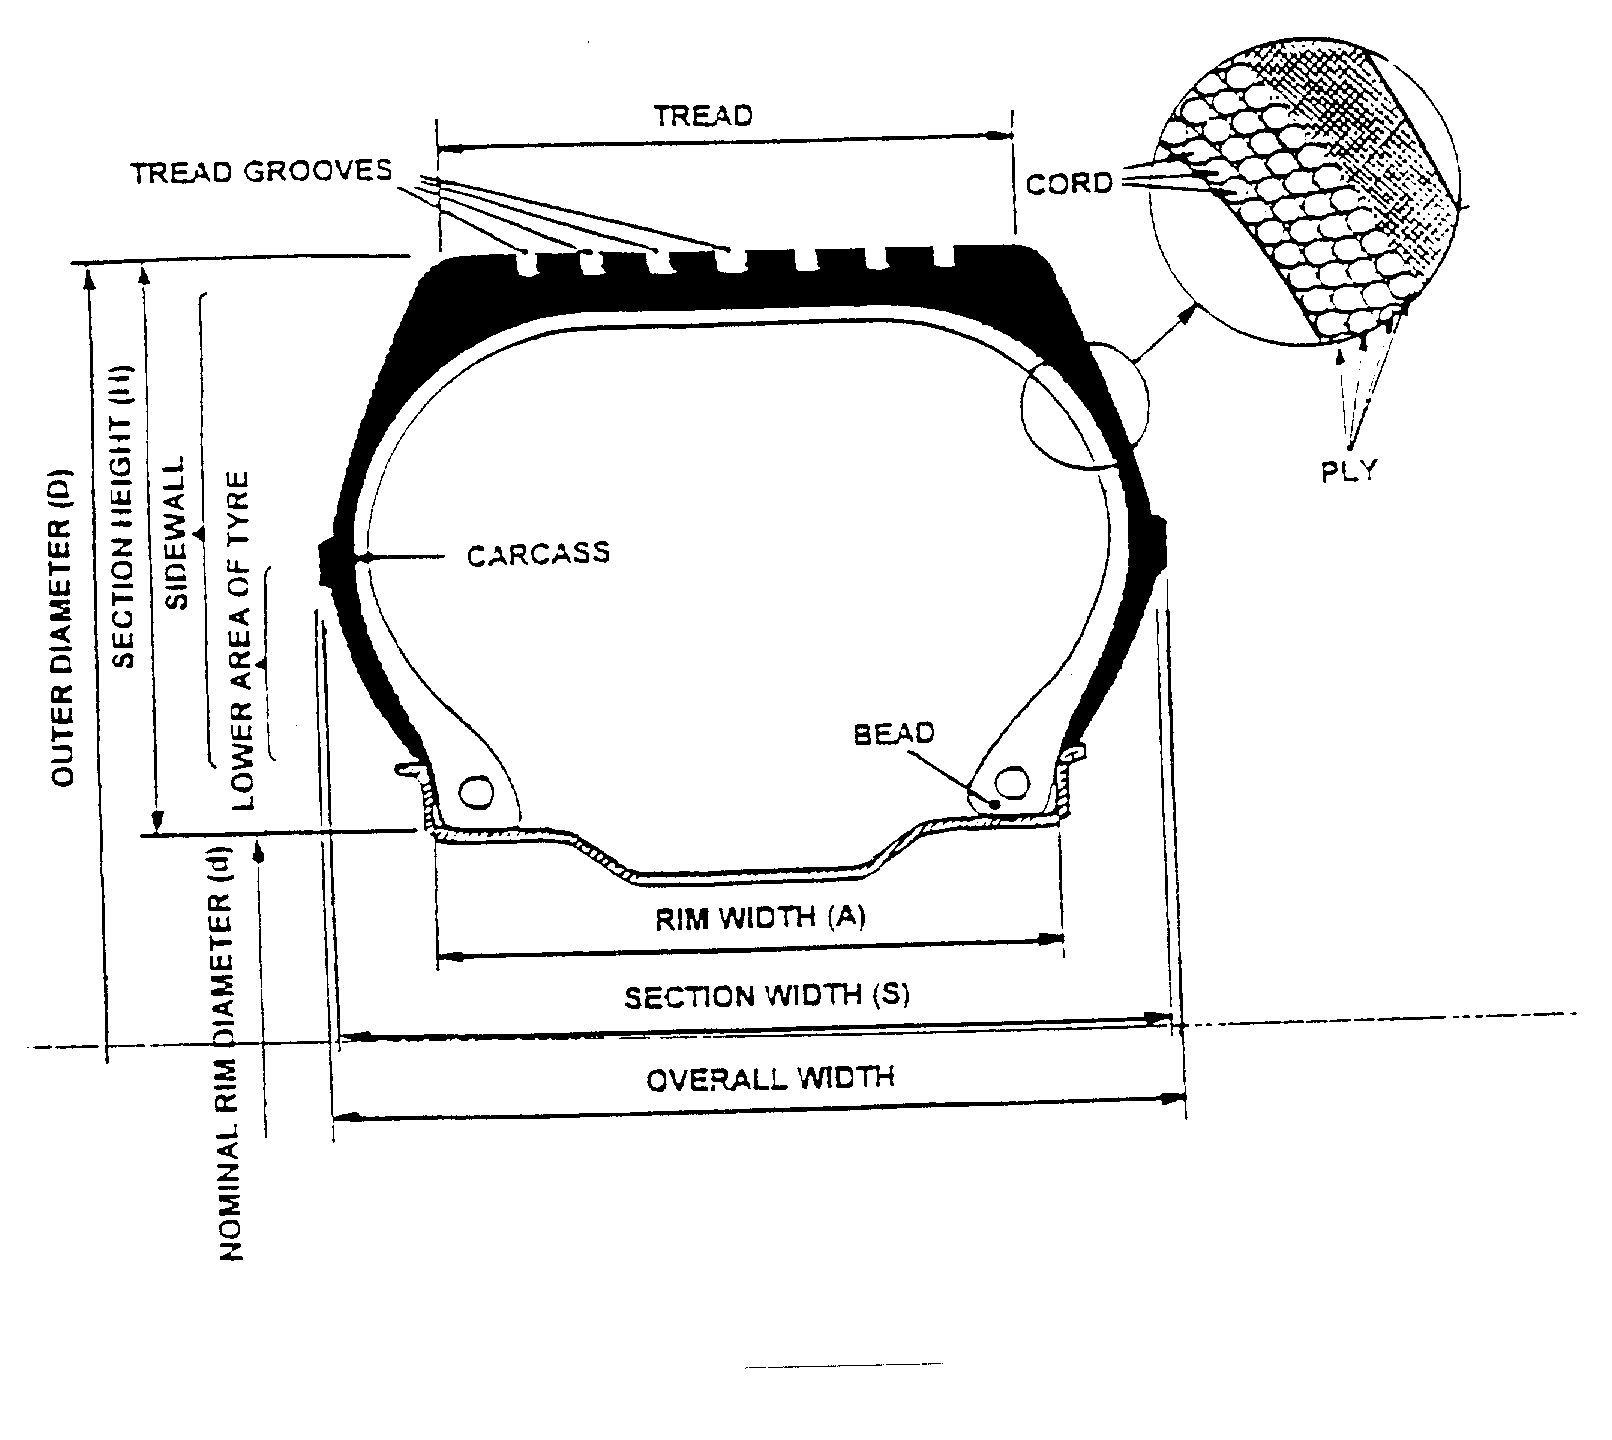 TREAD
TREAD GROOVES
CORD
PLY
OUTER DIAMETER (D)
SECTION HEIGHT (H)
SIDEWALL
LOWER AREA OF TYRE
CARCASS
BEAD
NOMINAL RIM DIAMETER (d)
RIM WIDTH (A)
SECTION WIDTH (S)
OVERALL WIDTH